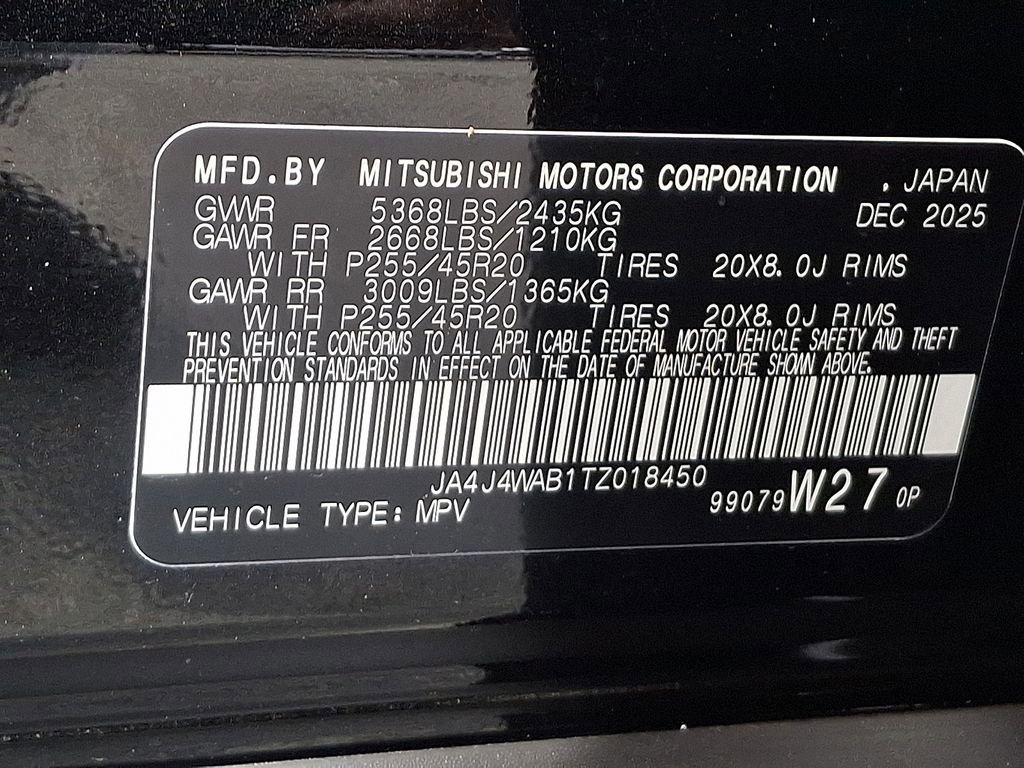 MFD.BY MITSUBISHI MOTORS CORPORATION . JAPAN
GVWR 5368LBS/2435KG DEC 2025
GAWR FR 2668LBS/1210KG
WITH P255/45R20 TIRES 20X8.0J RIMS
GAWR RR 3009LBS/1365KG
WITH P255/45R20 TIRES 20X8.0J RIMS
THIS VEHICLE CONFORMS TO ALL APPLICABLE FEDERAL MOTOR VEHICLE SAFETY AND THEFT
PREVENTION STANDARDS IN EFFECT ON THE DATE OF MANUFACTURE SHOWN ABOVE.
JA4J4WAB1TZ018450
VEHICLE TYPE: MPV 99079 W27 0P